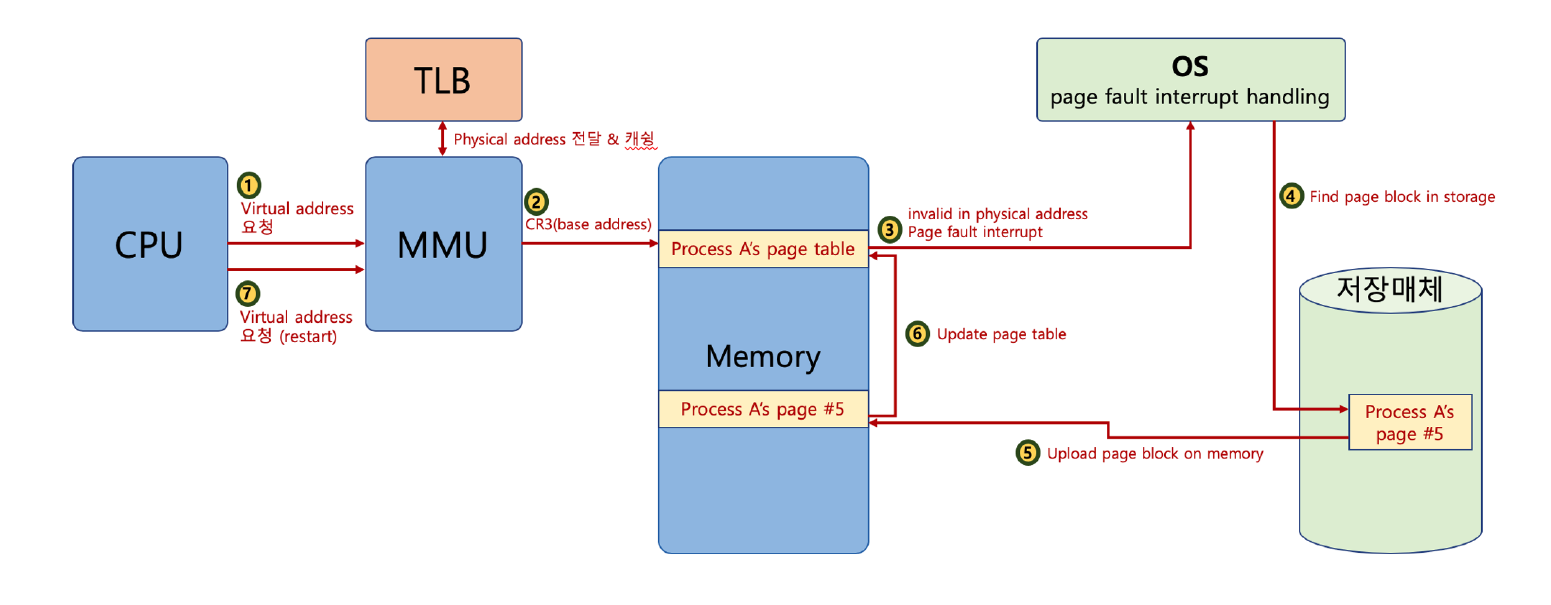 TLB
OS
page fault interrupt handling
Physical address 전달 & 캐슁
CPU
1
Virtual address
요청
7
Virtual address
요청 (restart)
MMU
2
CR3(base address)
Process A's page table
Memory
Process A's page #5
3
invalid in physical address
Page fault interrupt
4
Find page block in storage
6
Update page table
5
Upload page block on memory
저장매체
Process A's
page #5